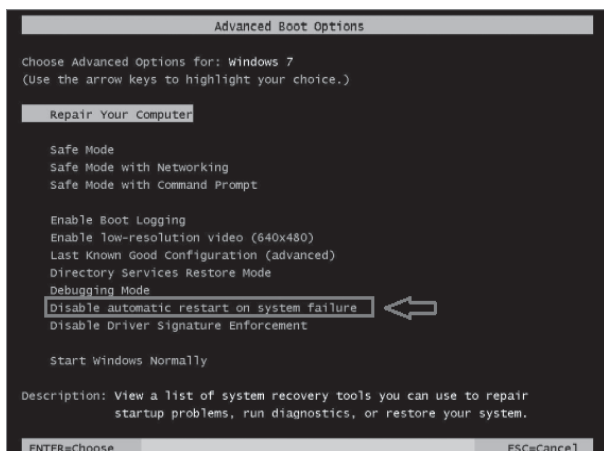 Advanced Boot Options
Choose Advanced Options for: Windows 7
(Use the arrow keys to highlight your choice.)
Repair Your Computer
Safe Mode
Safe Mode with Networking
Safe Mode with Command Prompt
Enable Boot Logging
Enable low-resolution video (640x480)
Last Known Good Configuration (advanced)
Directory Services Restore Mode
Debugging Mode
Disable automatic restart on system failure
Disable Driver Signature Enforcement
Start Windows Normally
Description: View a list of system recovery tools you can use to repair
startup problems, run diagnostics, or restore your system.
ENTER=Choose ESC=Cancel